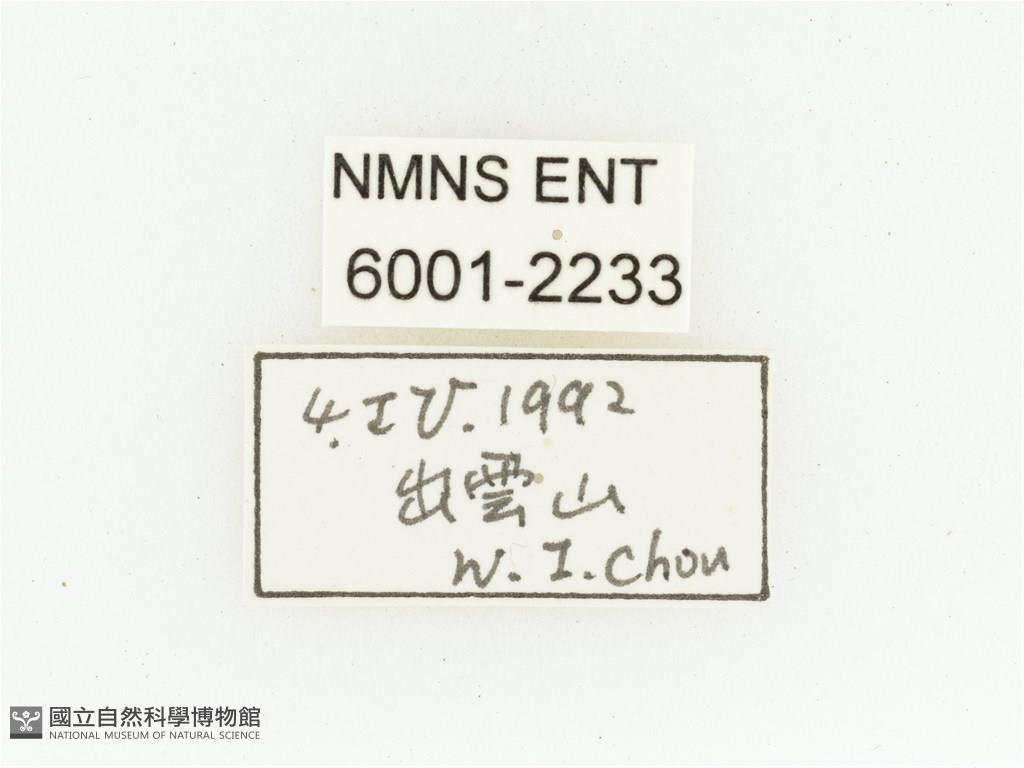 NMNS ENT
6001-2233
4.IV.1992
出雲山
W.I.Chou
國立自然科學博物館
NATIONAL MUSEUM OF NATURAL SCIENCE